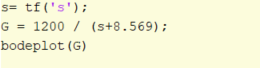 s= tf('s');
G = 1200 / (s+8.569);
bodeplot(G)